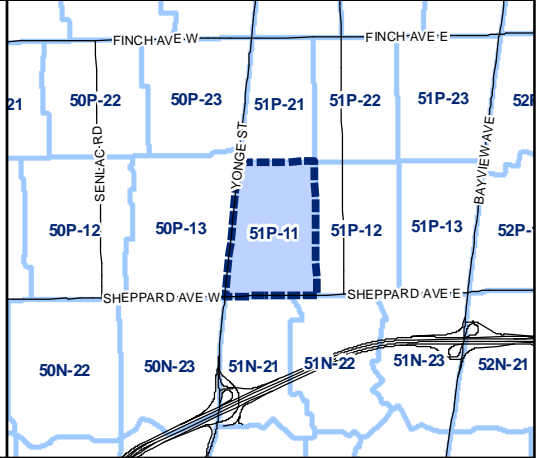 FINCH AVE W
FINCH AVE E
21
50P-22
50P-23
51P-21
51P-22
51P-23
52P
SENLAC RD
YONGE ST
BAYVIEW AVE
50P-12
50P-13
51P-11
51P-12
51P-13
52P-
SHEPPARD AVE W
SHEPPARD AVE E
50N-22
50N-23
51N-21
51N-22
51N-23
52N-21